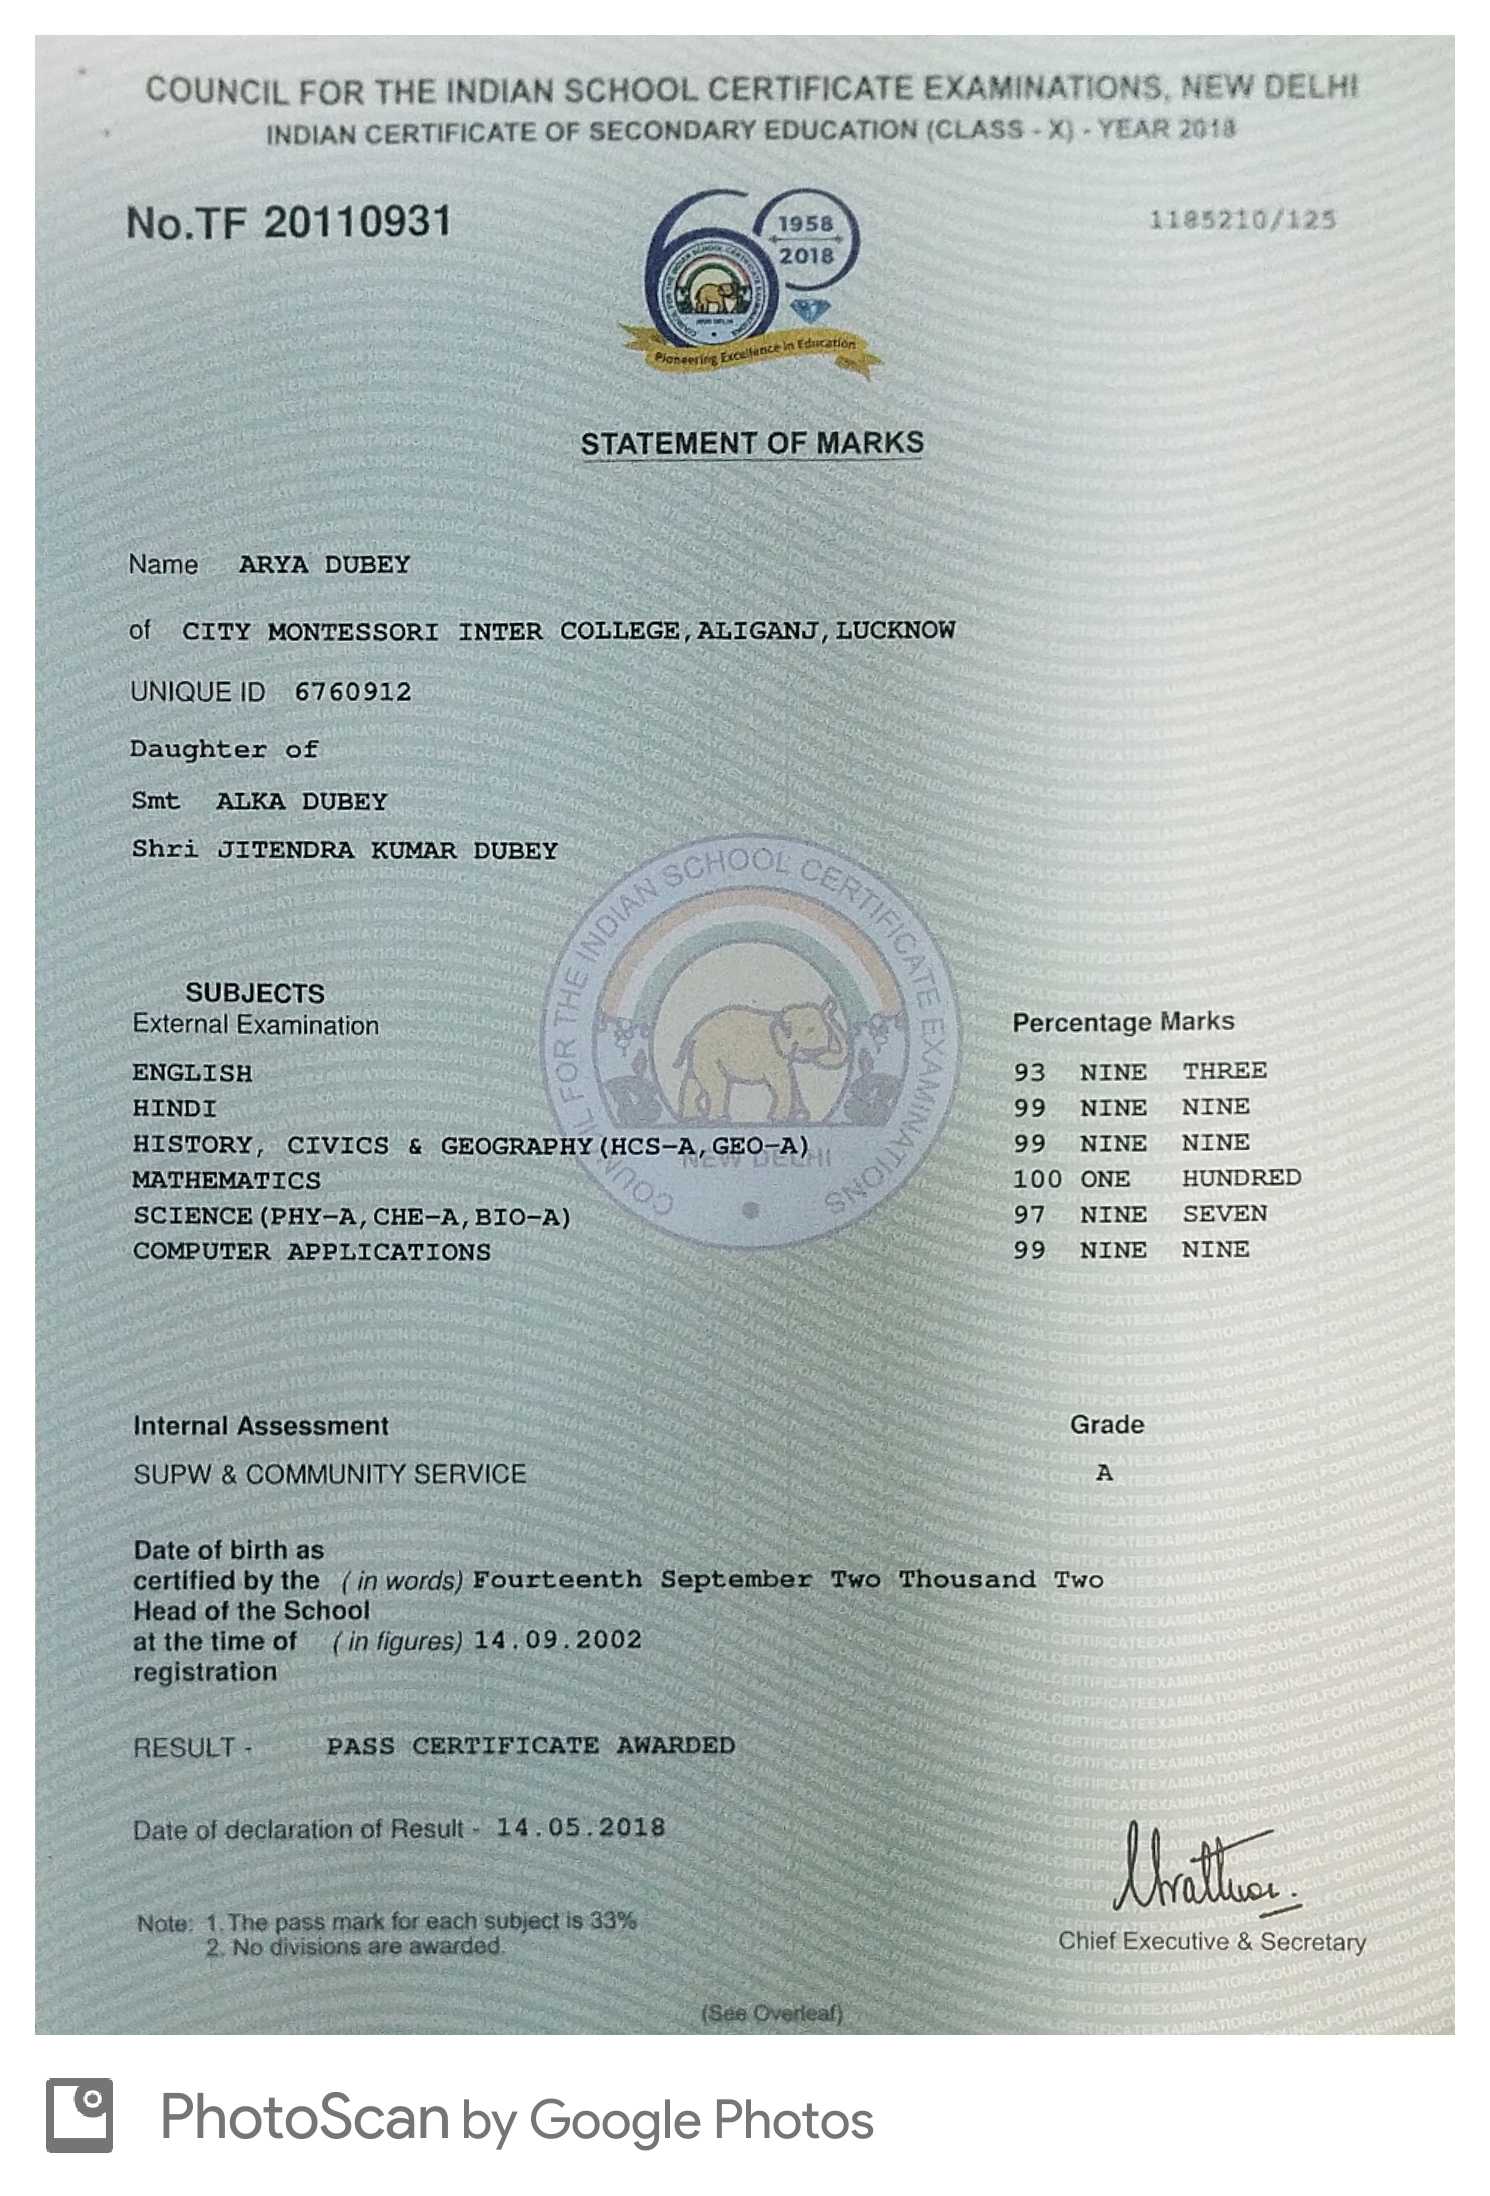 COUNCIL FOR THE INDIAN SCHOOL CERTIFICATE EXAMINATIONS, NEW DELHI
INDIAN CERTIFICATE OF SECONDARY EDUCATION (CLASS - X) - YEAR 2018
No.TF 20110931
1185210/125
1958
2018
Pioneering Excellence in Education
STATEMENT OF MARKS
Name ARYA DUBEY
of CITY MONTESSORI INTER COLLEGE,ALIGANJ,LUCKNOW
UNIQUE ID 6760912
Daughter of
Smt ALKA DUBEY
Shri JITENDRA KUMAR DUBEY
COUNCIL FOR THE INDIAN SCHOOL CERTIFICATE EXAMINATIONS
NEW DELHI
SUBJECTS
External Examination Percentage Marks
ENGLISH 93 NINE THREE
HINDI 99 NINE NINE
HISTORY, CIVICS & GEOGRAPHY(HCS-A,GEO-A) 99 NINE NINE
MATHEMATICS 100 ONE HUNDRED
SCIENCE(PHY-A,CHE-A,BIO-A) 97 NINE SEVEN
COMPUTER APPLICATIONS 99 NINE NINE
Internal Assessment Grade
SUPW & COMMUNITY SERVICE A
Date of birth as
certified by the (in words) Fourteenth September Two Thousand Two
Head of the School
at the time of (in figures) 14.09.2002
registration
RESULT - PASS CERTIFICATE AWARDED
Date of declaration of Result - 14.05.2018
Note: 1. The pass mark for each subject is 33%
2. No divisions are awarded.
Chief Executive & Secretary
(See Overleaf)
PhotoScan by Google Photos